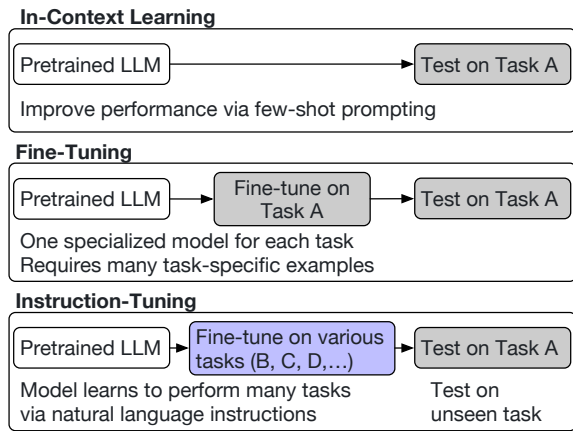 In-Context Learning
Pretrained LLM
Test on Task A
Improve performance via few-shot prompting
Fine-Tuning
Pretrained LLM
Fine-tune on
Task A
Test on Task A
One specialized model for each task
Requires many task-specific examples
Instruction-Tuning
Pretrained LLM
Fine-tune on various
tasks (B, C, D,...)
Test on Task A
Model learns to perform many tasks
via natural language instructions
Test on
unseen task